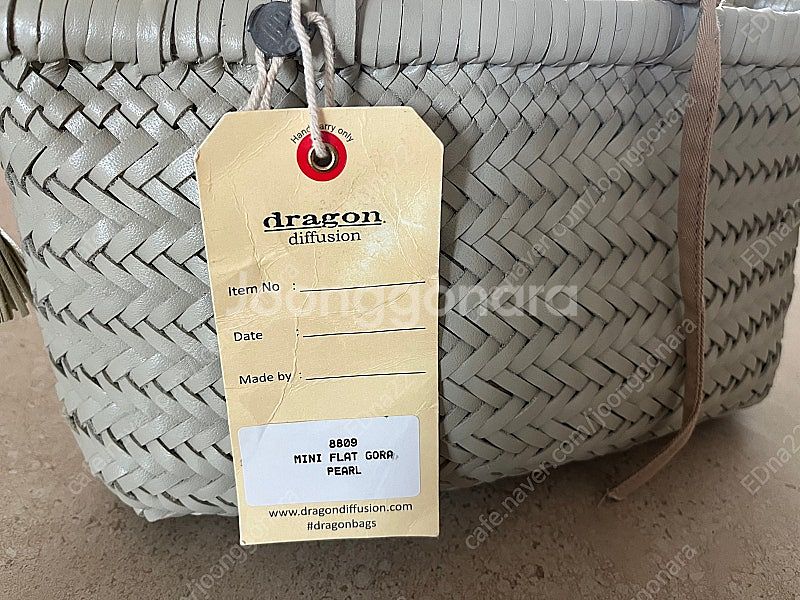 Hand carry only
dragon
diffusion
Item No :
Date :
Made by :
8809
MINI FLAT GORA
PEARL
www.dragondiffusion.com
#dragonbags
Joonggonara
cafe.naver.com/joonggonara